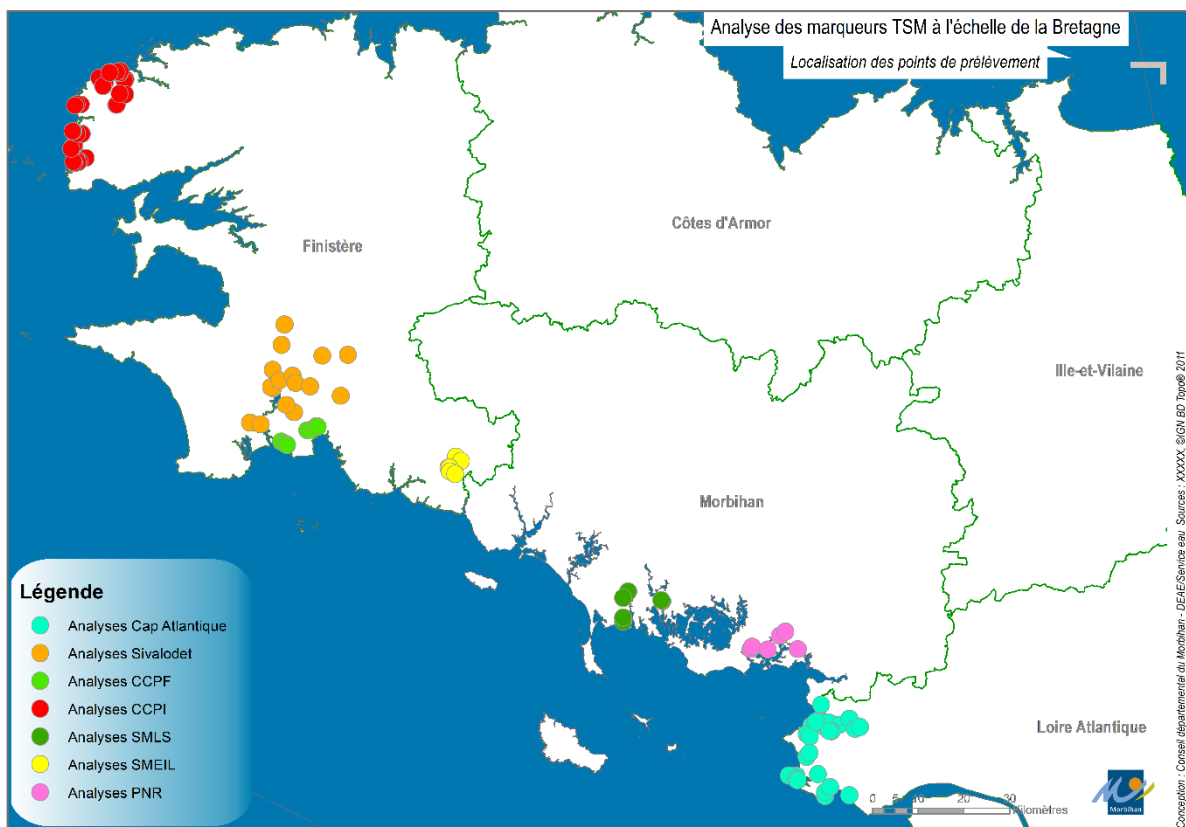 Analyse des marqueurs TSM à l'échelle de la Bretagne
Localisation des points de prélèvement
Finistère
Côtes d'Armor
Ille-et-Vilaine
Morbihan
Loire Atlantique
Légende
Analyses Cap Atlantique
Analyses Sivalodet
Analyses CCPF
Analyses CCPI
Analyses SMLS
Analyses SMEIL
Analyses PNR
0 5 10 20 30
Kilomètres
Morbihan
Conception : Conseil départemental du Morbihan - DEAE/Service eau Sources : XXXXX, ©IGN BD Topo® 2011